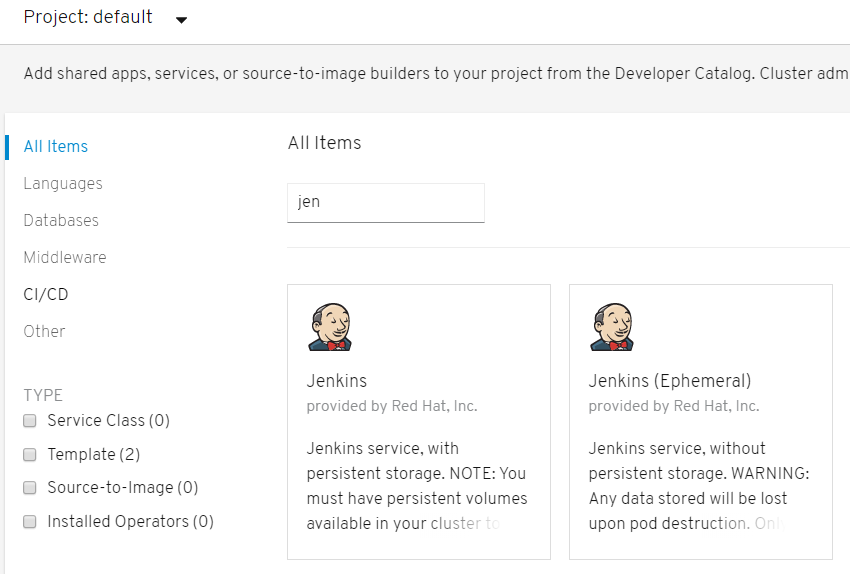 Project: default
Add shared apps, services, or source-to-image builders to your project from the Developer Catalog. Cluster adm
All Items
Languages
Databases
Middleware
CI/CD
Other
TYPE
Service Class (0)
Template (2)
Source-to-Image (0)
Installed Operators (0)
All Items
jen
Jenkins
provided by Red Hat, Inc.
Jenkins service, with
persistent storage. NOTE: You
must have persistent volumes
available in your cluster to
Jenkins (Ephemeral)
provided by Red Hat, Inc.
Jenkins service, without
persistent storage. WARNING:
Any data stored will be lost
upon pod destruction. Onl